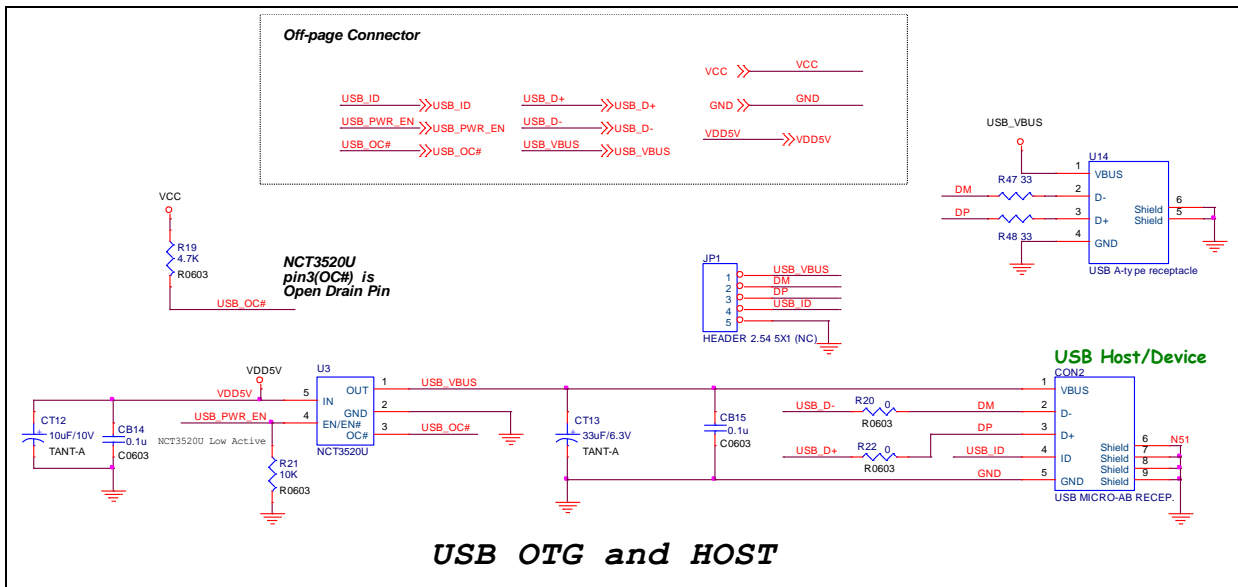 Off-page Connector
VCC VCC
USB_ID USB_ID USB_D+ USB_D+
GND GND
USB_PWR_EN USB_PWR_EN USB_D- USB_D-
USB_OC# USB_OC# USB_VBUS USB_VBUS
VDD5V VDD5V
USB_VBUS
U14
1 VBUS
R47 33
DM 2 D-
DP 3 D+
R48 33
4 GND
Shield 6
Shield 5
USB A-type receptacle
VCC
R19
4.7K
R0603
USB_OC#
NCT3520U
pin3(OC#) is
Open Drain Pin
JP1
1 USB_VBUS
2 DM
3 DP
4 USB_ID
5
HEADER 2.54 5X1 (NC)
VDD5V
VDD5V
CT12
10uF/10V
TANT-A
CB14
0.1u
C0603
USB_PWR_EN
NCT3520U Low Active
R21
10K
R0603
U3
5 IN
4 EN/EN#
OUT 1 USB_VBUS
GND 2
OC# 3 USB_OC#
NCT3520U
CT13
33uF/6.3V
TANT-A
CB15
0.1u
C0603
USB Host/Device
CON2
1 VBUS
USB_D- R20 0 DM 2 D-
R0603
DP 3 D+
USB_D+ R22 0 USB_ID 4 ID
R0603
GND 5 GND
Shield 6 N51
Shield 7
Shield 8
Shield 9
USB MICRO-AB RECEP.
USB OTG and HOST